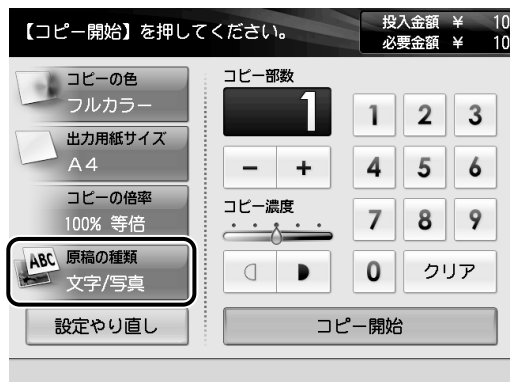 【コピー開始】を押してください。
投入金額 ¥ 10
必要金額 ¥ 10
コピーの色
フルカラー
出力用紙サイズ
A4
コピーの倍率
100% 等倍
ABC
原稿の種類
文字/写真
設定やり直し
コピー部数
1
− +
コピー濃度
1 2 3
4 5 6
7 8 9
0 クリア
コピー開始